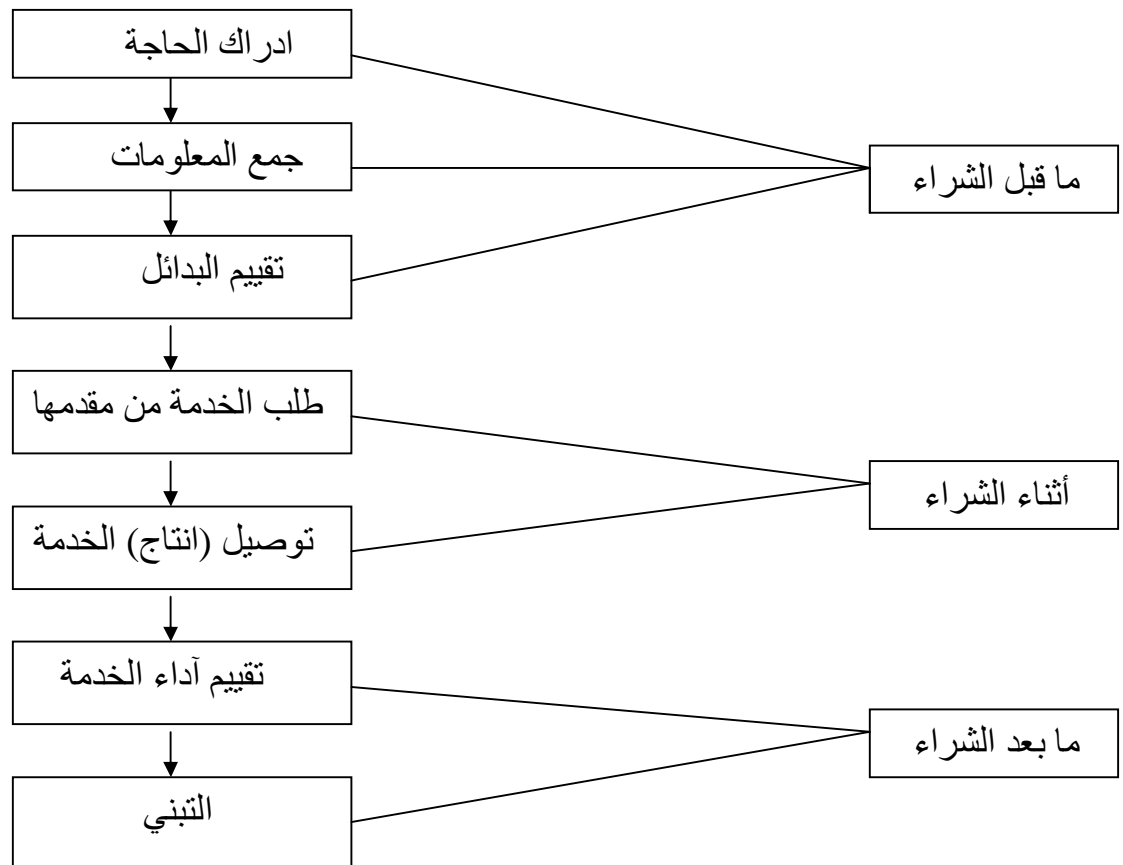 ادراك الحاجة
جمع المعلومات
ما قبل الشراء
تقييم البدائل
طلب الخدمة من مقدمها
أثناء الشراء
توصيل (انتاج) الخدمة
تقييم آداء الخدمة
ما بعد الشراء
التبني